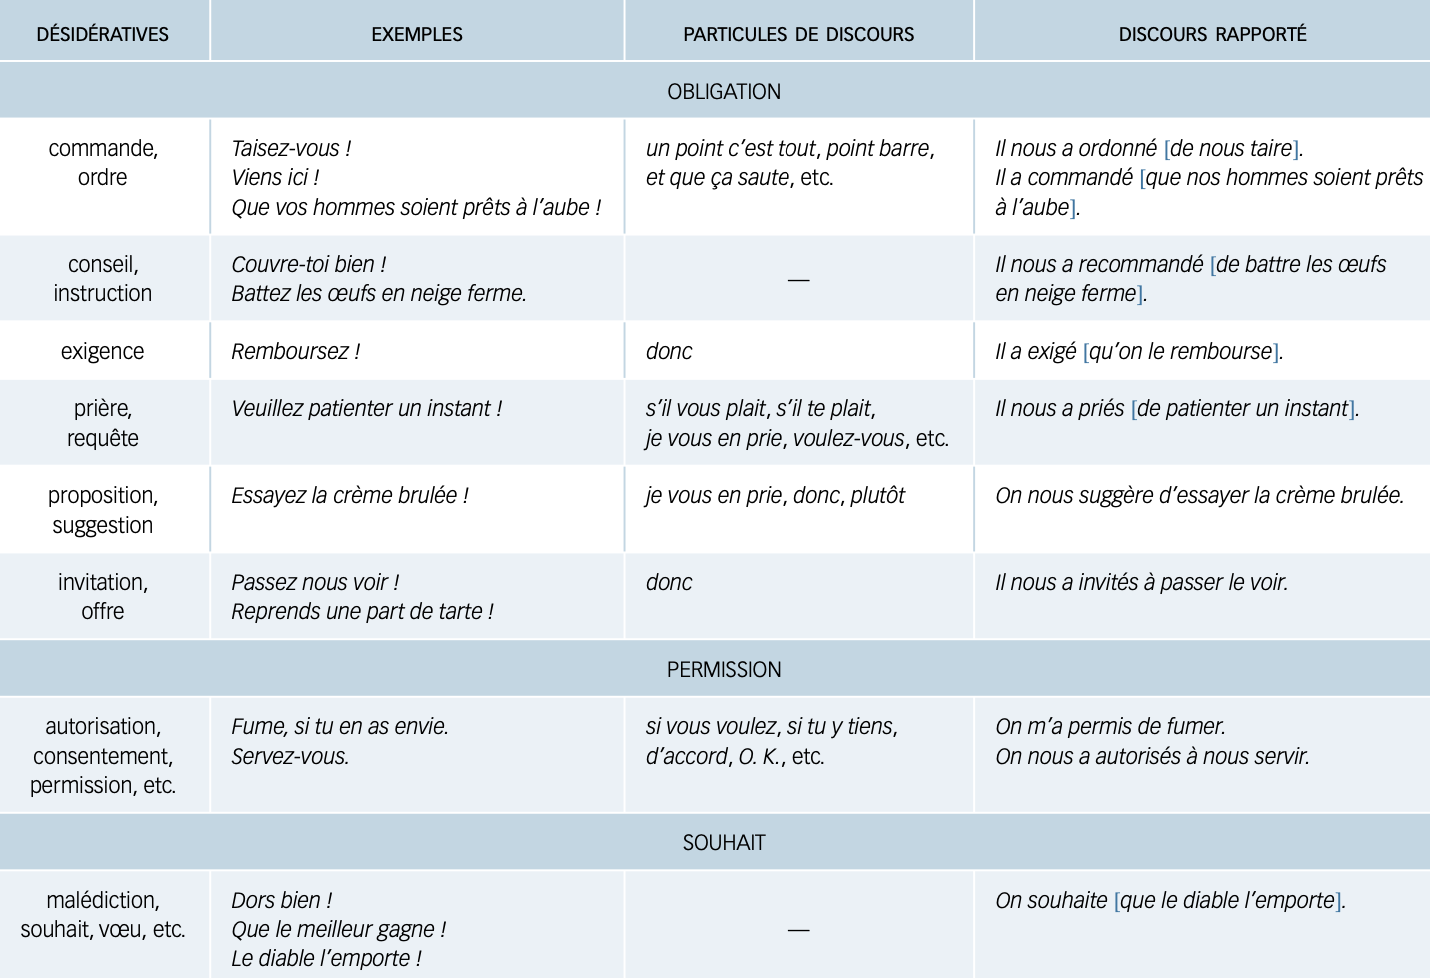 DÉSIDÉRATIVES EXEMPLES PARTICULES DE DISCOURS DISCOURS RAPPORTÉ
OBLIGATION
commande,
ordre
Taisez-vous !
Viens ici !
Que vos hommes soient prêts à l’aube !
un point c’est tout, point barre,
et que ça saute, etc.
Il nous a ordonné [de nous taire].
Il a commandé [que nos hommes soient prêts
à l’aube].
conseil,
instruction
Couvre-toi bien !
Battez les œufs en neige ferme.
—
Il nous a recommandé [de battre les œufs
en neige ferme].
exigence
Remboursez !
donc
Il a exigé [qu’on le rembourse].
prière,
requête
Veuillez patienter un instant !
s’il vous plait, s’il te plait,
je vous en prie, voulez-vous, etc.
Il nous a priés [de patienter un instant].
proposition,
suggestion
Essayez la crème brulée !
je vous en prie, donc, plutôt
On nous suggère d’essayer la crème brulée.
invitation,
offre
Passez nous voir !
Reprends une part de tarte !
donc
Il nous a invités à passer le voir.
PERMISSION
autorisation,
consentement,
permission, etc.
Fume, si tu en as envie.
Servez-vous.
si vous voulez, si tu y tiens,
d’accord, O. K., etc.
On m’a permis de fumer.
On nous a autorisés à nous servir.
SOUHAIT
malédiction,
souhait, vœu, etc.
Dors bien !
Que le meilleur gagne !
Le diable l’emporte !
—
On souhaite [que le diable l’emporte].